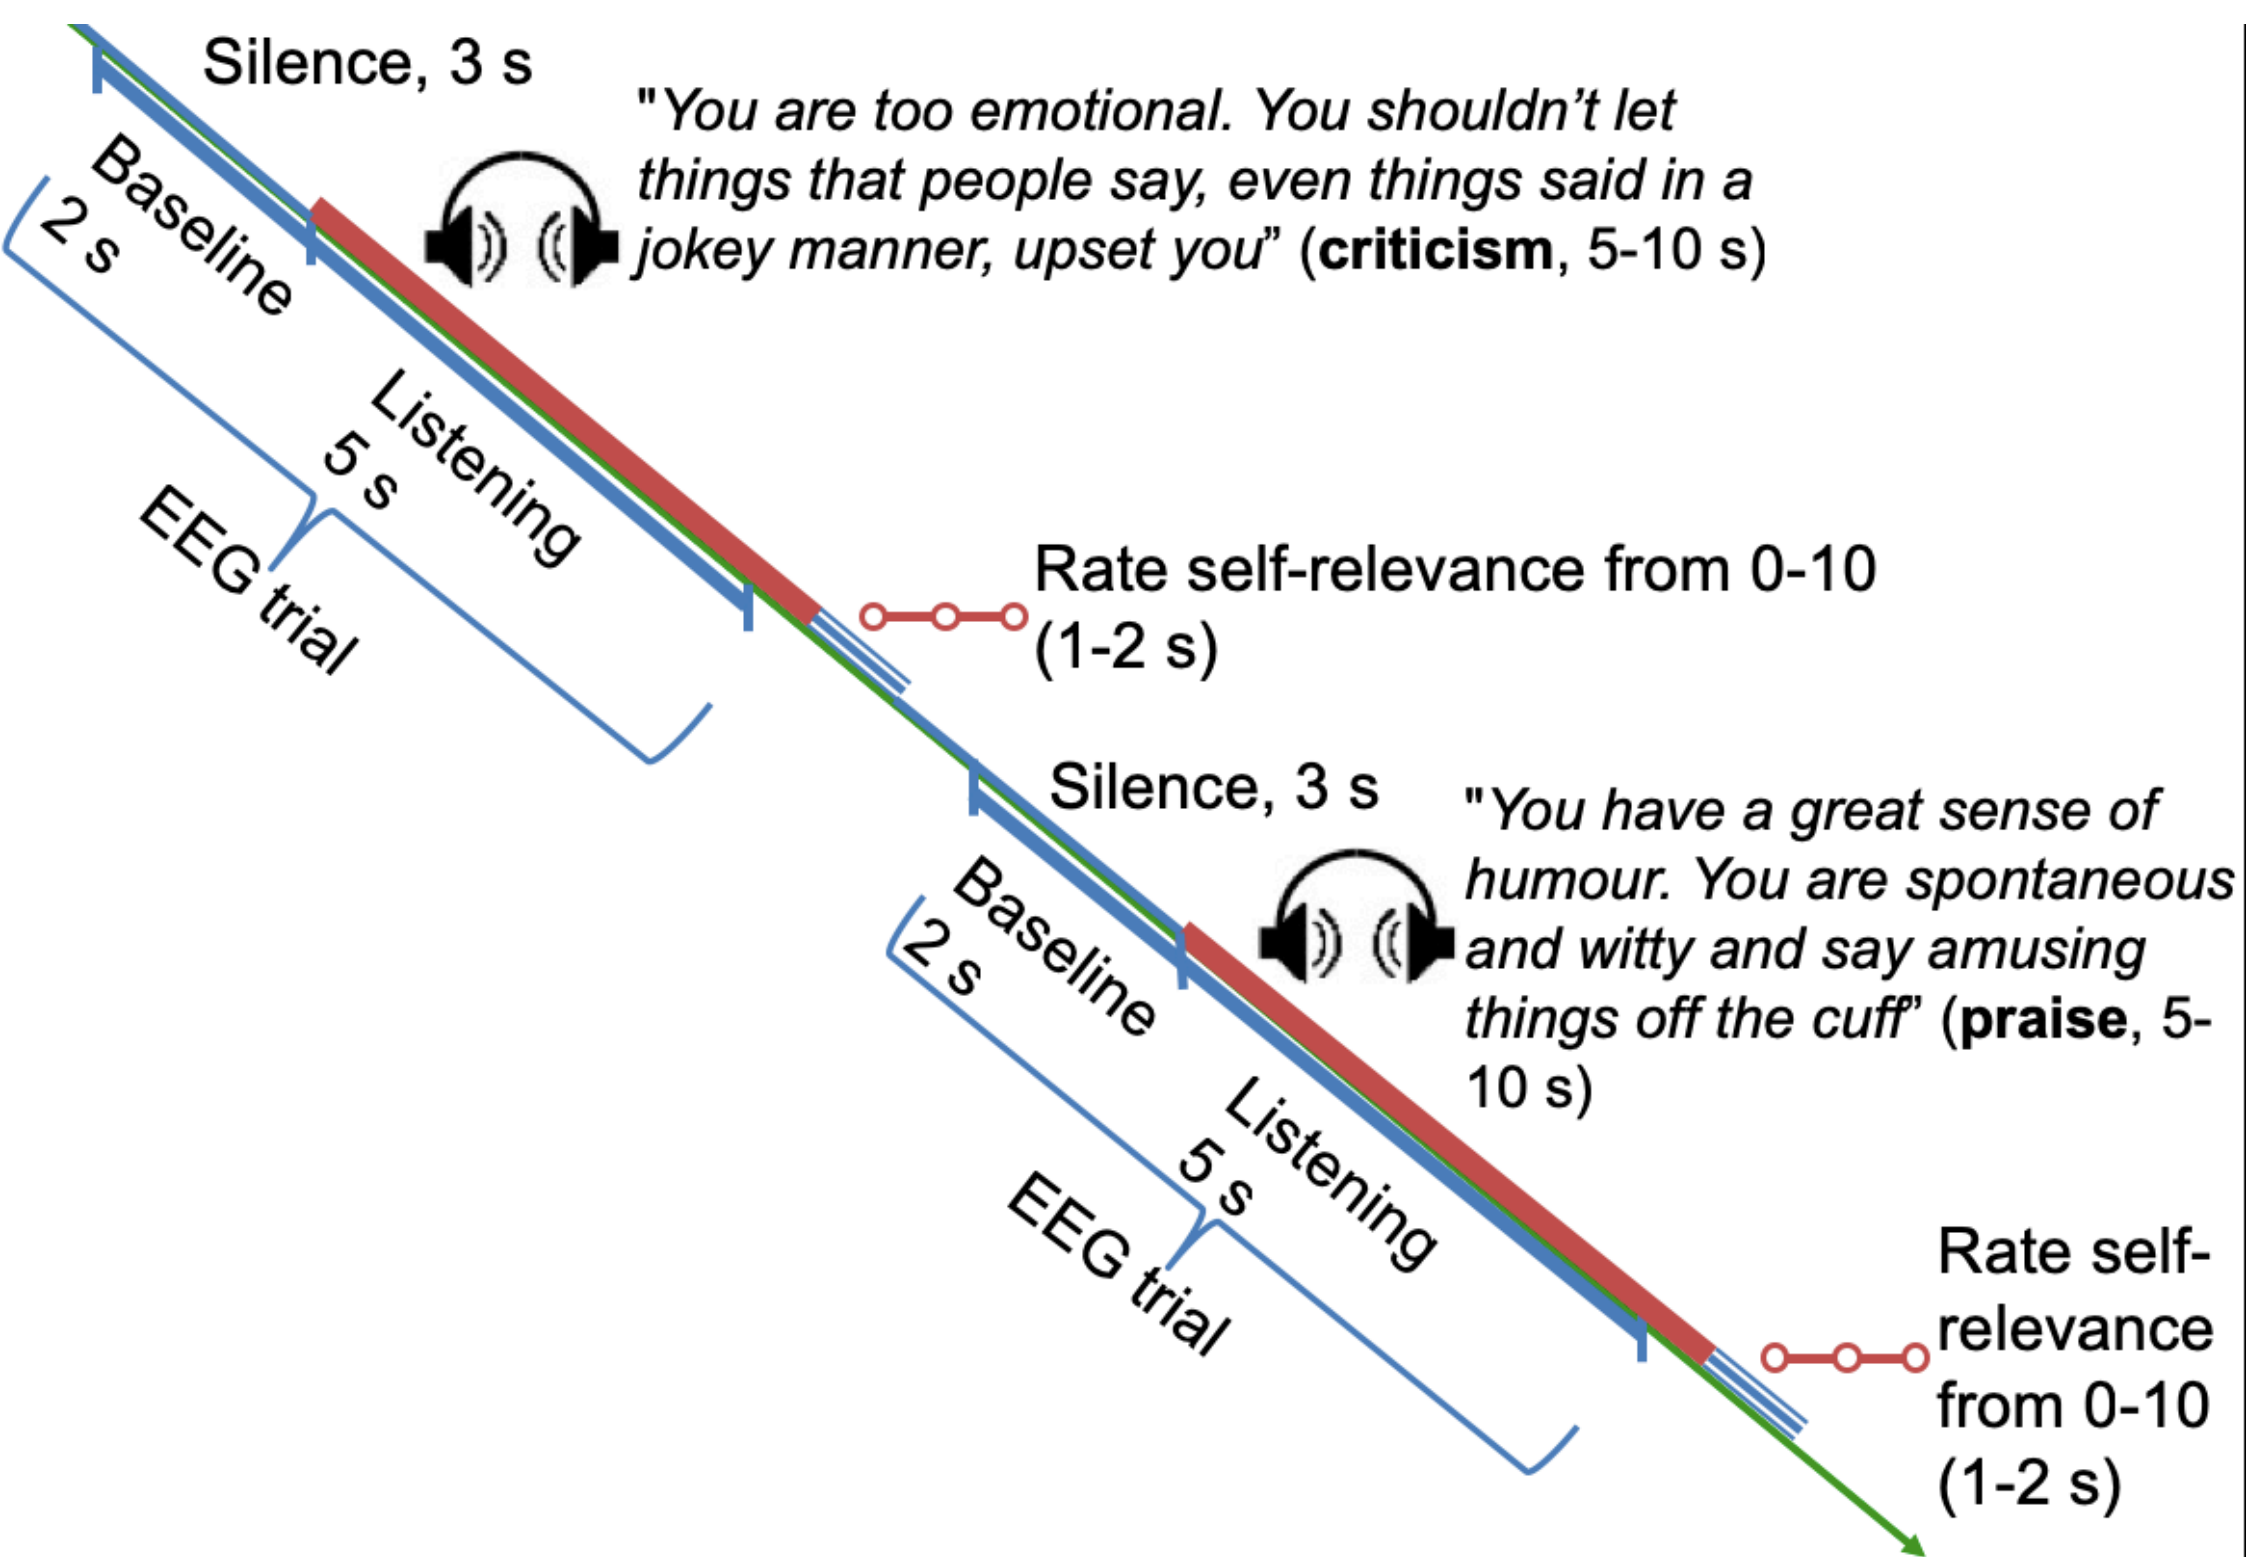 Silence, 3 s
"You are too emotional. You shouldn’t let
things that people say, even things said in a
jokey manner, upset you” (criticism, 5-10 s)
Baseline
2 s
Listening
5 s
EEG trial
Rate self-relevance from 0-10
(1-2 s)
Silence, 3 s
"You have a great sense of
humour. You are spontaneous
and witty and say amusing
things off the cuff” (praise, 5-
10 s)
Baseline
2 s
Listening
5 s
EEG trial
Rate self-
relevance
from 0-10
(1-2 s)